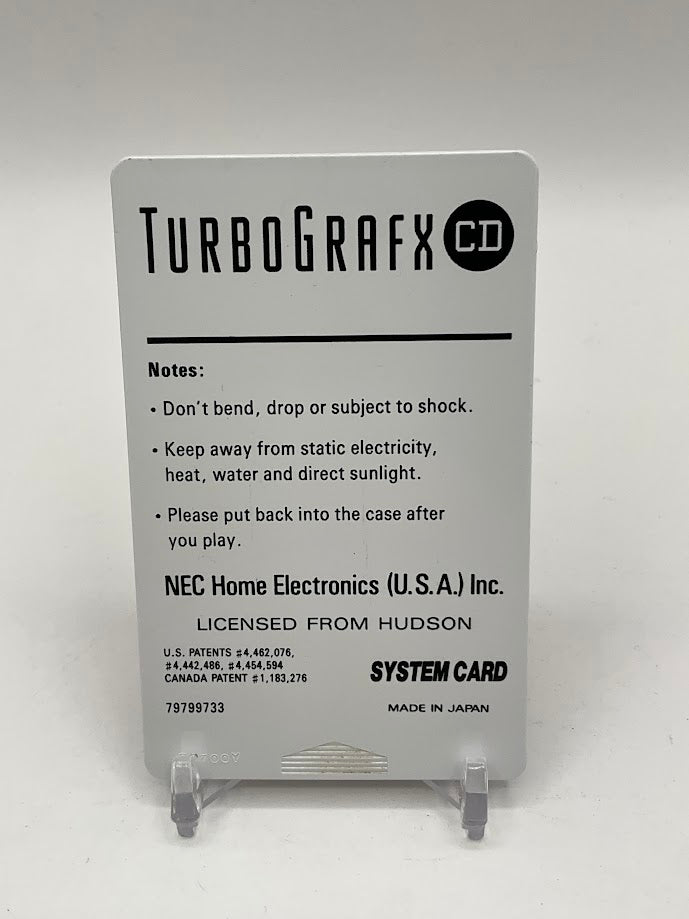 TURBOGRAFX CD
Notes:
• Don't bend, drop or subject to shock.
• Keep away from static electricity,
heat, water and direct sunlight.
• Please put back into the case after
you play.
NEC Home Electronics (U.S.A.) Inc.
LICENSED FROM HUDSON
U.S. PATENTS #4,462,076,
#4,442,486, #4,454,594
CANADA PATENT #1,183,276
SYSTEM CARD
79799733
MADE IN JAPAN